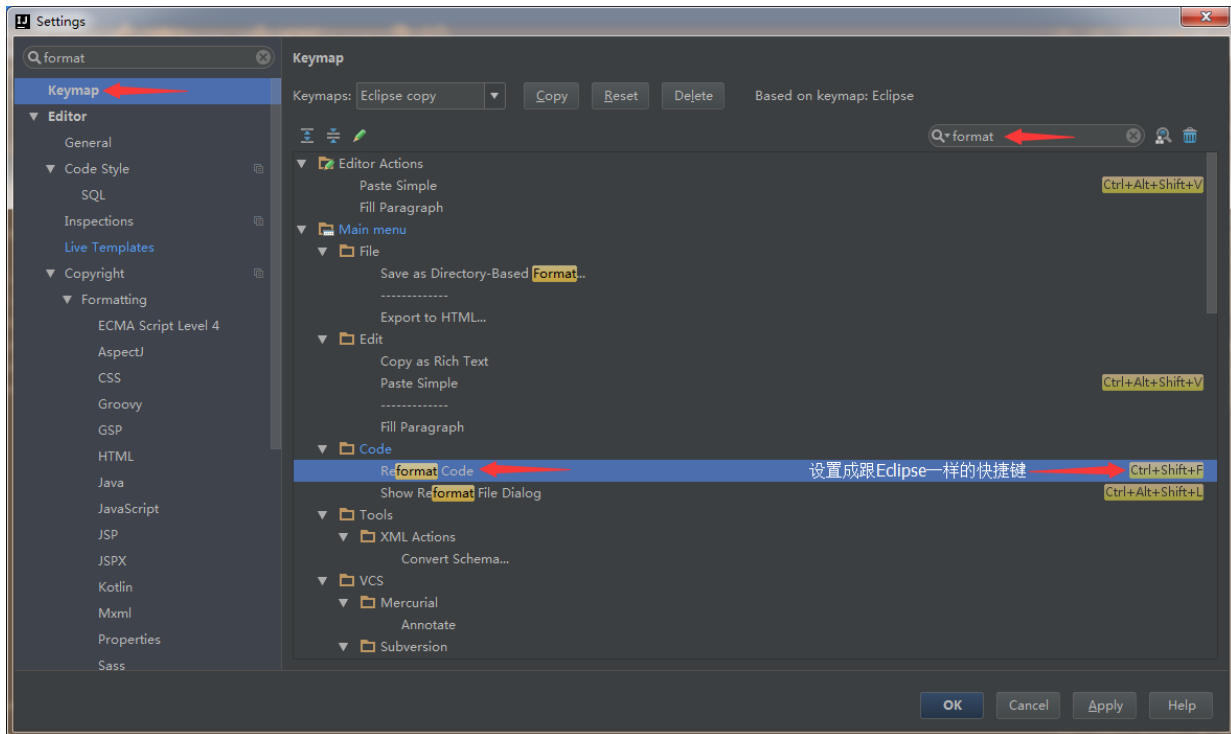 Settings
format
Keymap
Editor
General
Code Style
SQL
Inspections
Live Templates
Copyright
Formatting
ECMA Script Level 4
AspectJ
CSS
Groovy
GSP
HTML
Java
JavaScript
JSP
JSPX
Kotlin
Mxml
Properties
Sass
Keymap
Keymaps: Eclipse copy Copy Reset Delete Based on keymap: Eclipse
format
Editor Actions
Paste Simple Ctrl+Alt+Shift+V
Fill Paragraph
Main menu
File
Save as Directory-Based Format...
-------------
Export to HTML...
Edit
Copy as Rich Text
Paste Simple Ctrl+Alt+Shift+V
-------------
Fill Paragraph
Code
Reformat Code 设置成跟Eclipse一样的快捷键 Ctrl+Shift+F
Show Reformat File Dialog Ctrl+Alt+Shift+L
Tools
XML Actions
Convert Schema...
VCS
Mercurial
Annotate
Subversion
OK Cancel Apply Help